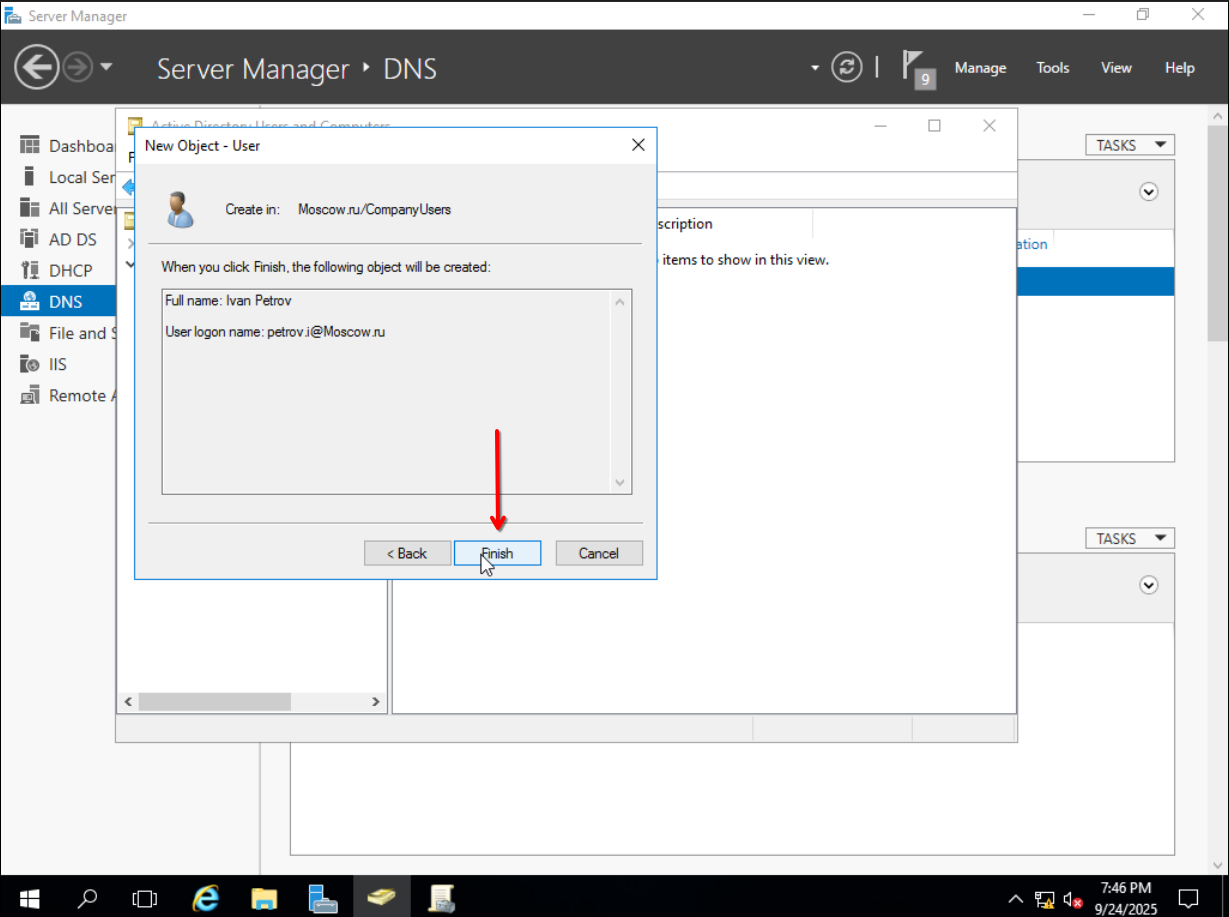 Server Manager
Server Manager ‣ DNS
9
Manage
Tools
View
Help
Active Directory Users and Computers
New Object - User
Create in: Moscow.ru/CompanyUsers
When you click Finish, the following object will be created:
Full name: Ivan Petrov
User logon name: petrov.i@Moscow.ru
< Back
Finish
Cancel
F
scription
items to show in this view.
TASKS
ation
TASKS
Dashboa
Local Ser
All Server
AD DS
DHCP
DNS
File and S
IIS
Remote A
7:46 PM
9/24/2025